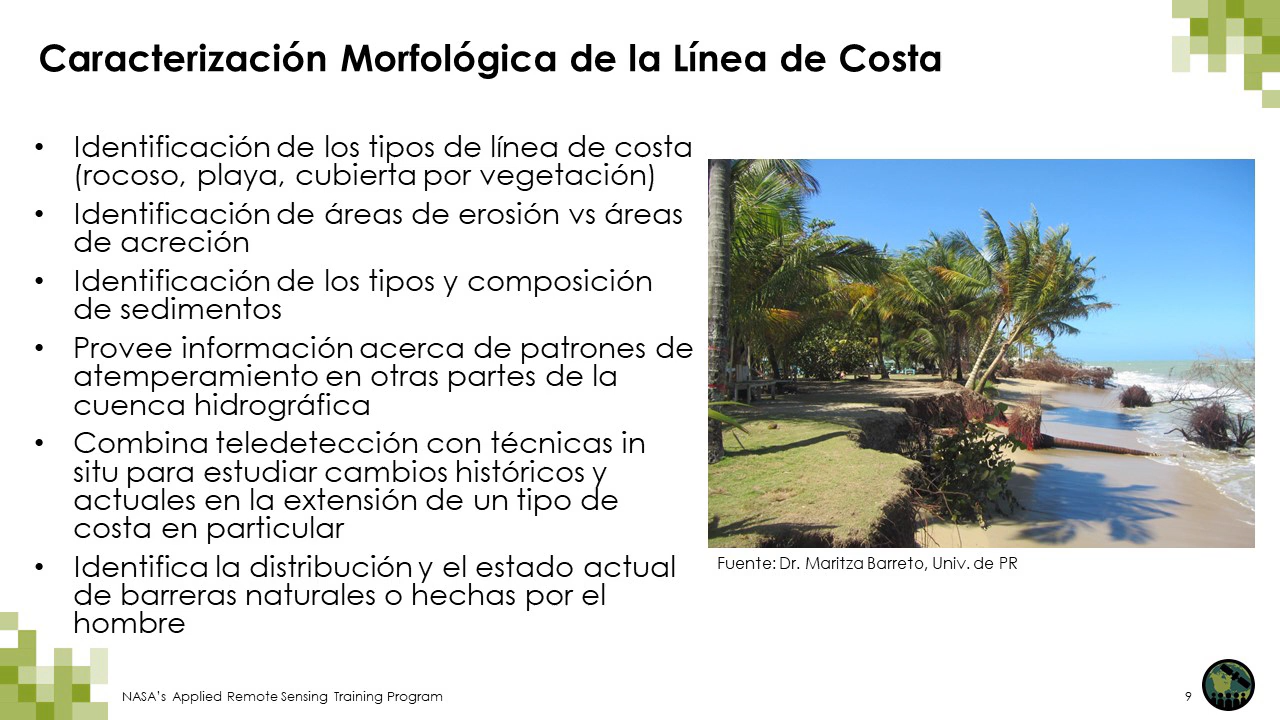 Caracterización Morfológica de la Línea de Costa
• Identificación de los tipos de línea de costa
(rocoso, playa, cubierta por vegetación)
• Identificación de áreas de erosión vs áreas
de acreción
• Identificación de los tipos y composición
de sedimentos
• Provee información acerca de patrones de
atemperamiento en otras partes de la
cuenca hidrográfica
• Combina teledetección con técnicas in
situ para estudiar cambios históricos y
actuales en la extensión de un tipo de
costa en particular
• Identifica la distribución y el estado actual
de barreras naturales o hechas por el
hombre
Fuente: Dr. Maritza Barreto, Univ. de PR
NASA's Applied Remote Sensing Training Program
9